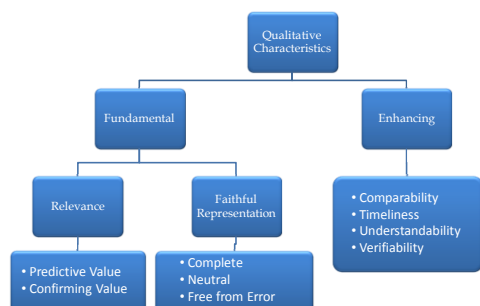 Qualitative
Characteristics
Fundamental
Enhancing
Relevance
Faithful
Representation
• Comparability
• Timeliness
• Understandability
• Verifiability
• Predictive Value
• Confirming Value
• Complete
• Neutral
• Free from Error